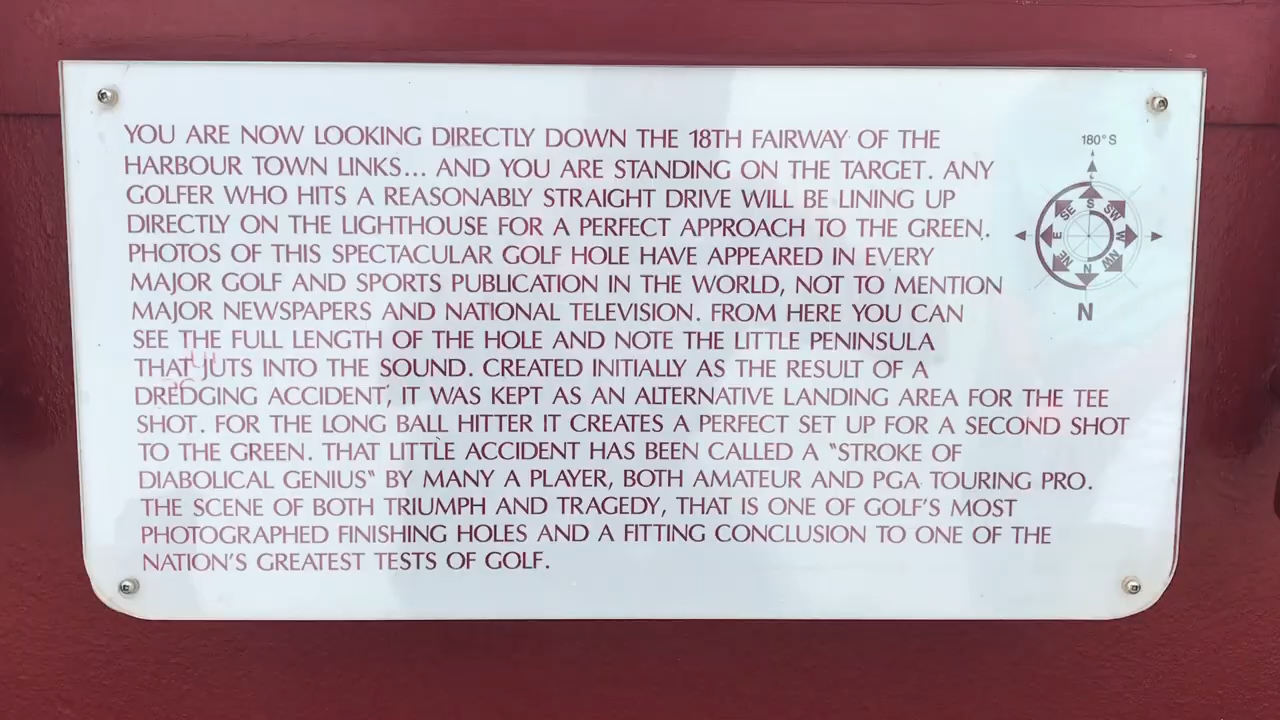 YOU ARE NOW LOOKING DIRECTLY DOWN THE 18TH FAIRWAY OF THE
HARBOUR TOWN LINKS... AND YOU ARE STANDING ON THE TARGET. ANY
GOLFER WHO HITS A REASONABLY STRAIGHT DRIVE WILL BE LINING UP
DIRECTLY ON THE LIGHTHOUSE FOR A PERFECT APPROACH TO THE GREEN.
PHOTOS OF THIS SPECTACULAR GOLF HOLE HAVE APPEARED IN EVERY
MAJOR GOLF AND SPORTS PUBLICATION IN THE WORLD, NOT TO MENTION
MAJOR NEWSPAPERS AND NATIONAL TELEVISION. FROM HERE YOU CAN
SEE THE FULL LENGTH OF THE HOLE AND NOTE THE LITTLE PENINSULA
THAT JUTS INTO THE SOUND. CREATED INITIALLY AS THE RESULT OF A
DREDGING ACCIDENT, IT WAS KEPT AS AN ALTERNATIVE LANDING AREA FOR THE TEE
SHOT. FOR THE LONG BALL HITTER IT CREATES A PERFECT SET UP FOR A SECOND SHOT
TO THE GREEN. THAT LITTLE ACCIDENT HAS BEEN CALLED A "STROKE OF
DIABOLICAL GENIUS" BY MANY A PLAYER, BOTH AMATEUR AND PGA TOURING PRO.
THE SCENE OF BOTH TRIUMPH AND TRAGEDY, THAT IS ONE OF GOLF'S MOST
PHOTOGRAPHED FINISHING HOLES AND A FITTING CONCLUSION TO ONE OF THE
NATION'S GREATEST TESTS OF GOLF.
180° S
S
SE SW
E W
NE NW
N
N